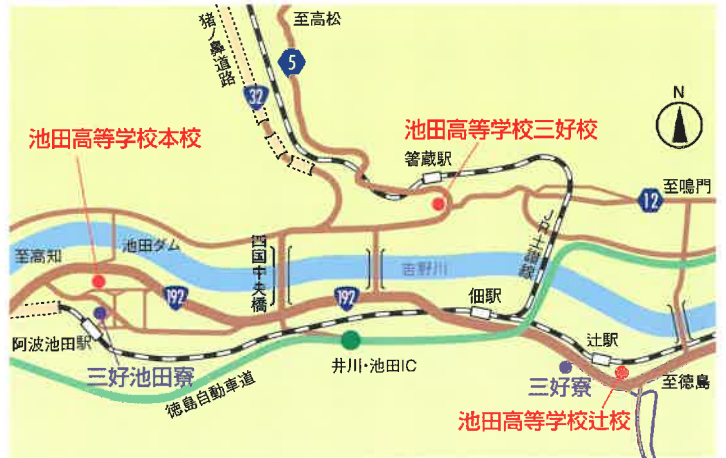 至高松
猪ノ鼻道路
5
32
N
池田高等学校本校
池田高等学校三好校
箸蔵駅
至鳴門
12
JR土讃線
至高知
池田ダム
四国中央橋
吉野川
192
192
佃駅
辻駅
阿波池田駅
井川・池田IC
三好池田寮
徳島自動車道
三好寮
至徳島
池田高等学校辻校